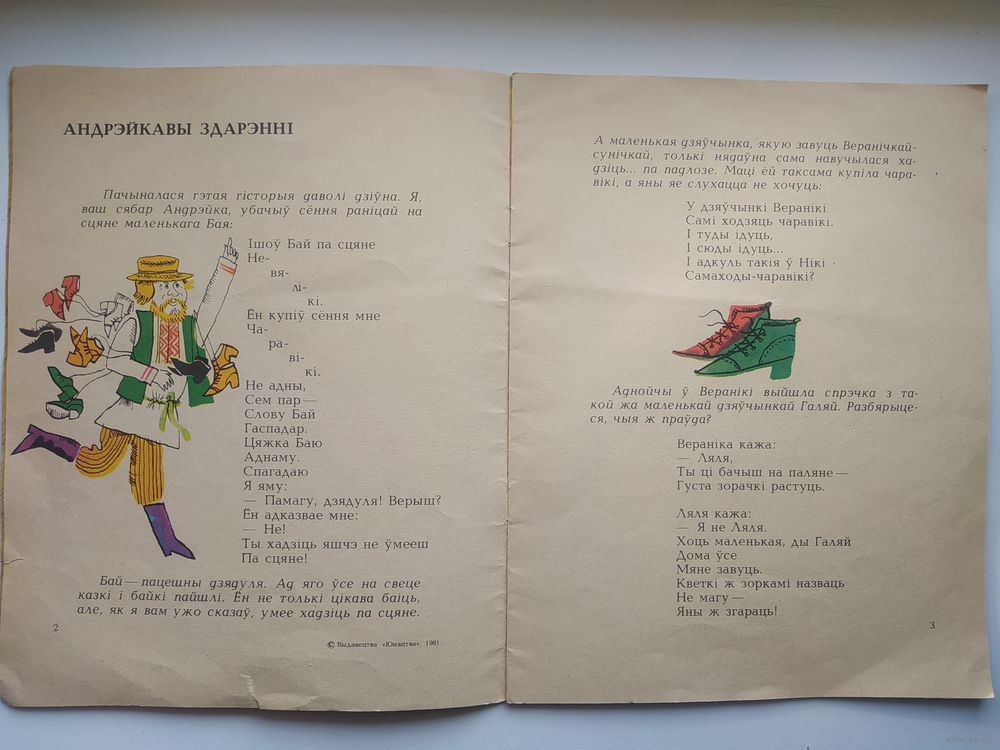 АНДРЭЙКАВЫ ЗДАРЭННІ
Пачыналася гэтая гісторыя даволі дзіўна. Я,
ваш сябар Андрэйка, убачыў сёння раніцай на
сцяне маленькага Бая:
Ішоў Бай па сцяне
Не-
вя-
лі-
кі.
Ён купіў сёння мне
Ча-
ра-
ві-
кі.
Не адны,
Сем пар—
Слову Бай
Гаспадар.
Цяжка Баю
Аднаму.
Спагадаю
Я яму:
— Памагу, дзядуля! Верыш?
Ён адказвае мне:
— Не!
Ты хадзіць яшчэ не ўмееш
Па сцяне!
Бай — пацешны дзядуля. Ад яго ўсе на свеце
казкі і байкі пайшлі. Ён не толькі цікава баіць,
але, як я вам ужо сказаў, умее хадзіць па сцяне.
2
© Выдавецтва «Юнацтва», 1981.
А маленькая дзяўчынка, якую завуць Веранічкай-
сунічкай, толькі нядаўна сама навучылася ха-
дзіць... па падлозе. Маці ёй таксама купіла чара-
вікі, а яны яе слухацца не хочуць:
У дзяўчынкі Веранікі
Самі ходзяць чаравікі.
І туды ідуць,
І сюды ідуць...
І адкуль такія ў Нікі
Самаходы-чаравікі?
Аднойчы ў Веранікі выйшла спрэчка з та-
кой жа маленькай дзяўчынкай Галяй. Разбярыце-
ся, чыя ж праўда?
Вераніка кажа:
— Ляля,
Ты ці бачыш на паляне—
Густа зорачкі растуць.
Ляля кажа:
— Я не Ляля.
Хоць маленькая, ды Галяй
Дома ўсе
Мяне завуць.
Кветкі ж зоркамі назваць
Не магу—
Яны ж згараць!
3